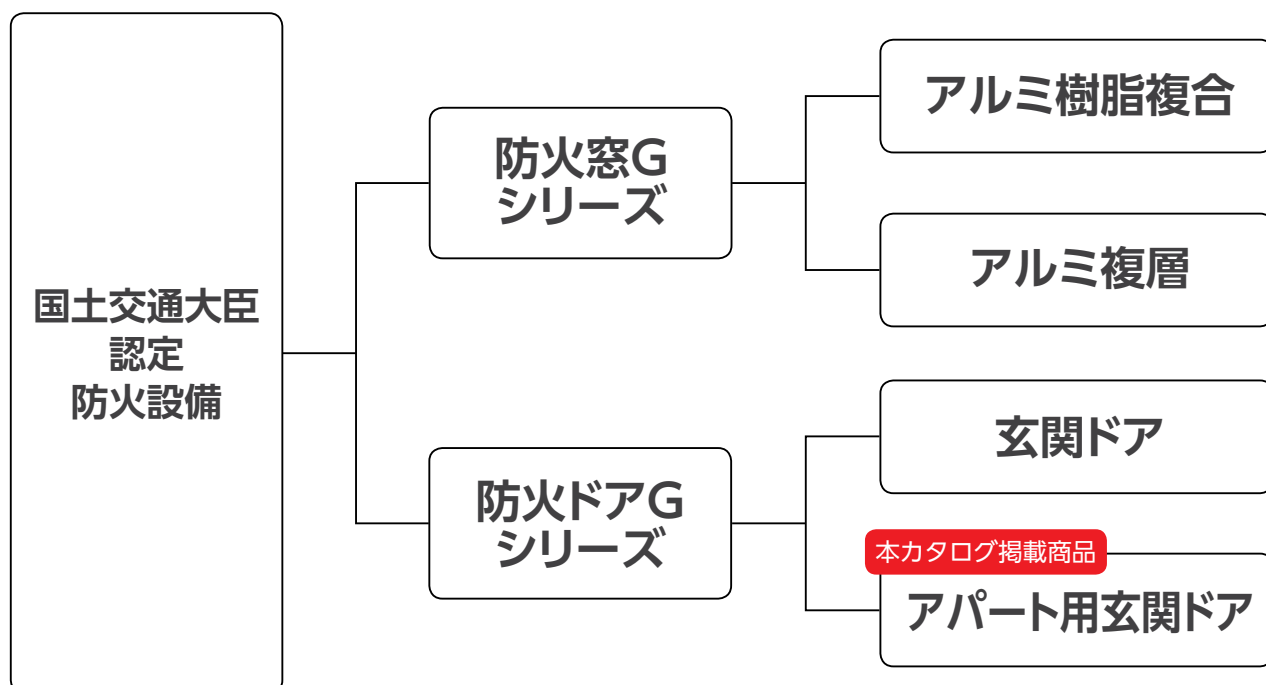 国土交通大臣
認定
防火設備
防火窓G
シリーズ
アルミ樹脂複合
アルミ複層
防火ドアG
シリーズ
玄関ドア
本カタログ掲載商品
アパート用玄関ドア